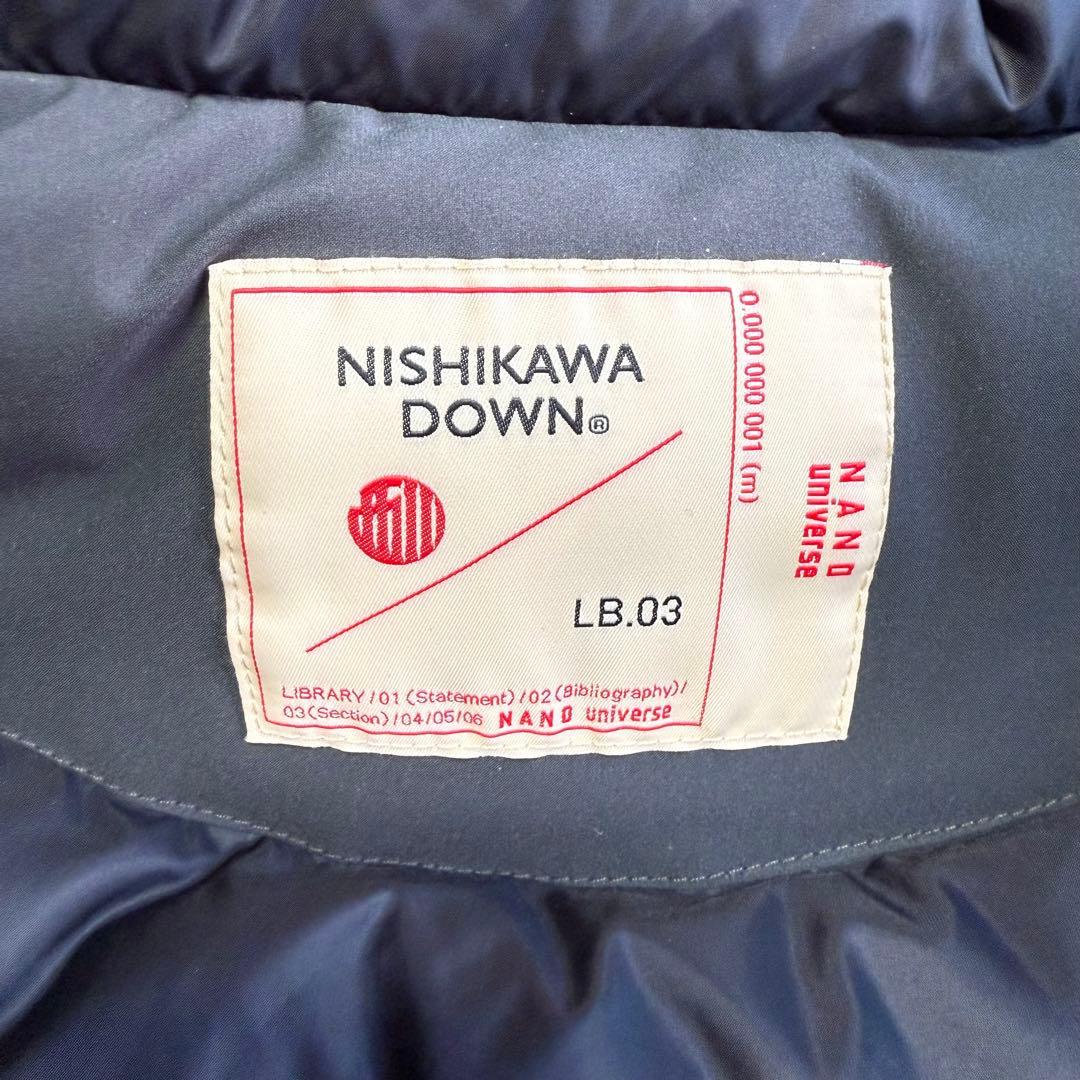 NISHIKAWA
DOWN®
LB.03
LIBRARY/01(Statement)/02(Bibliography)/
03(Section)/04/05/06 NANO universe
0.000 000 001 (m)
NANO
universe